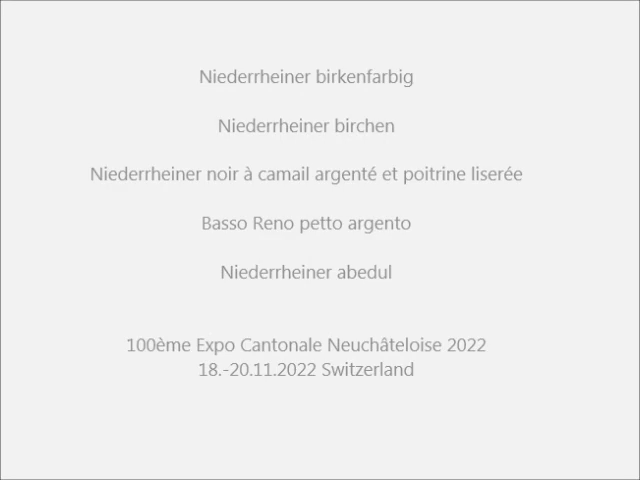 Niederrheiner birkenfarbig
Niederrheiner birchen
Niederrheiner noir à camail argenté et poitrine liserée
Basso Reno petto argento
Niederrheiner abedul
100ème Expo Cantonale Neuchâteloise 2022
18.-20.11.2022 Switzerland